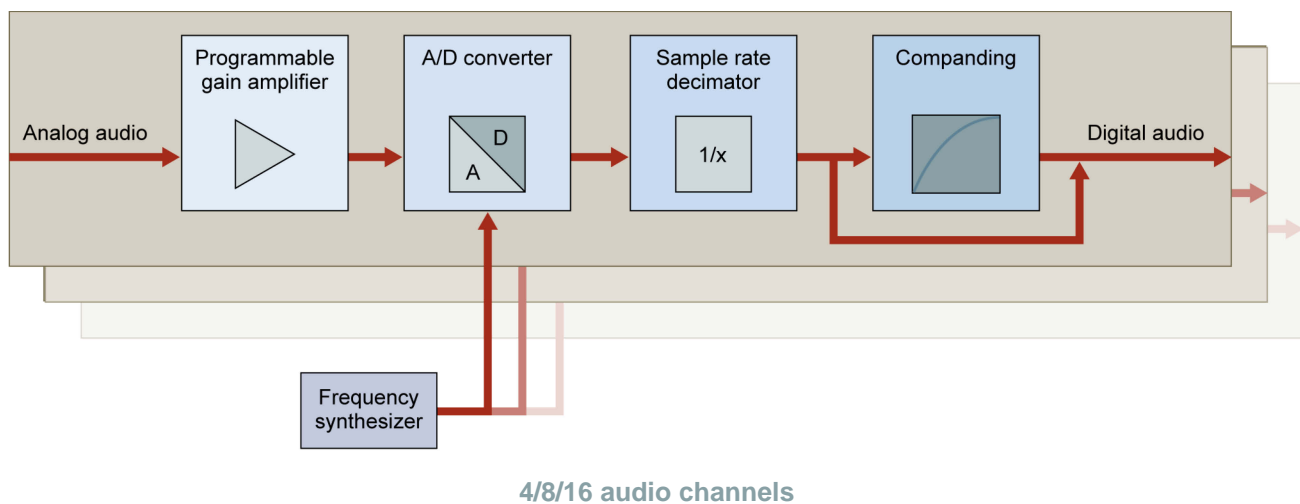 Programmable
gain amplifier
A/D converter
Sample rate
decimator
Companding
Analog audio
D
A
1/x
Digital audio
Frequency
synthesizer
4/8/16 audio channels